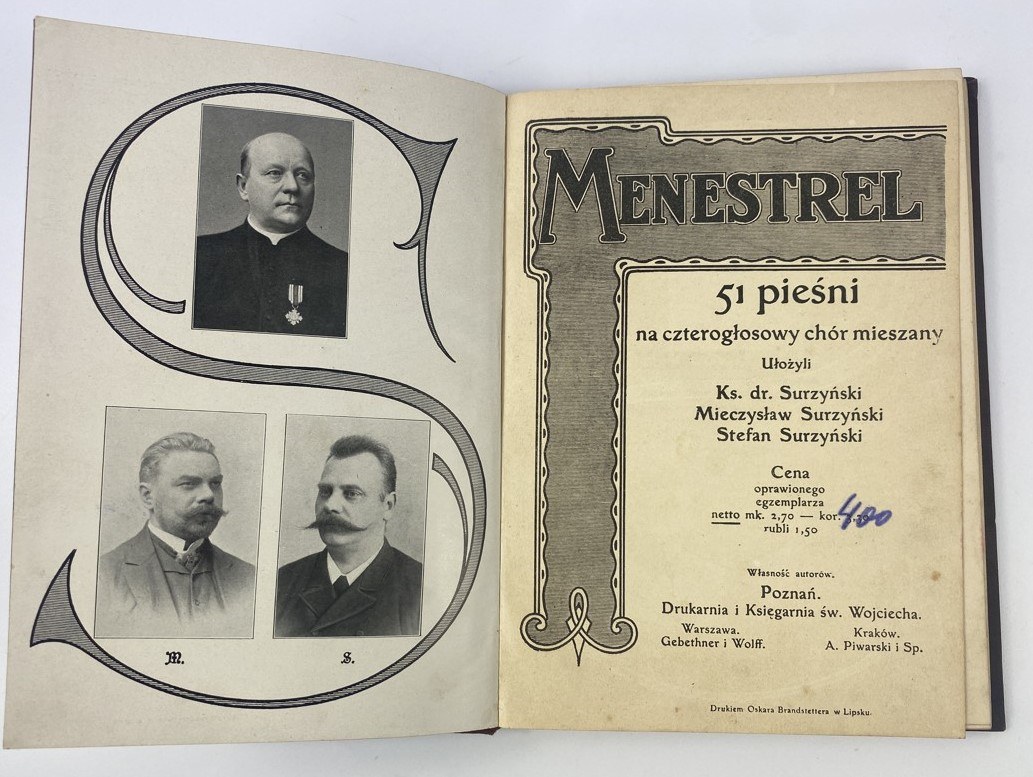 M.
S.
MENESTREL
51 pieśni
na czterogłosowy chór mieszany
Ułożyli
Ks. dr. Surzyński
Mieczysław Surzyński
Stefan Surzyński
Cena
oprawionego
egzemplarza
netto mk. 2,70 — kor. 400
rubli 1,50
Własność autorów.
Poznań.
Drukarnia i Księgarnia św. Wojciecha.
Warszawa.
Gebethner i Wolff.
Kraków.
A. Piwarski i Sp.
Drukiem Oskara Brandstettera w Lipsku.